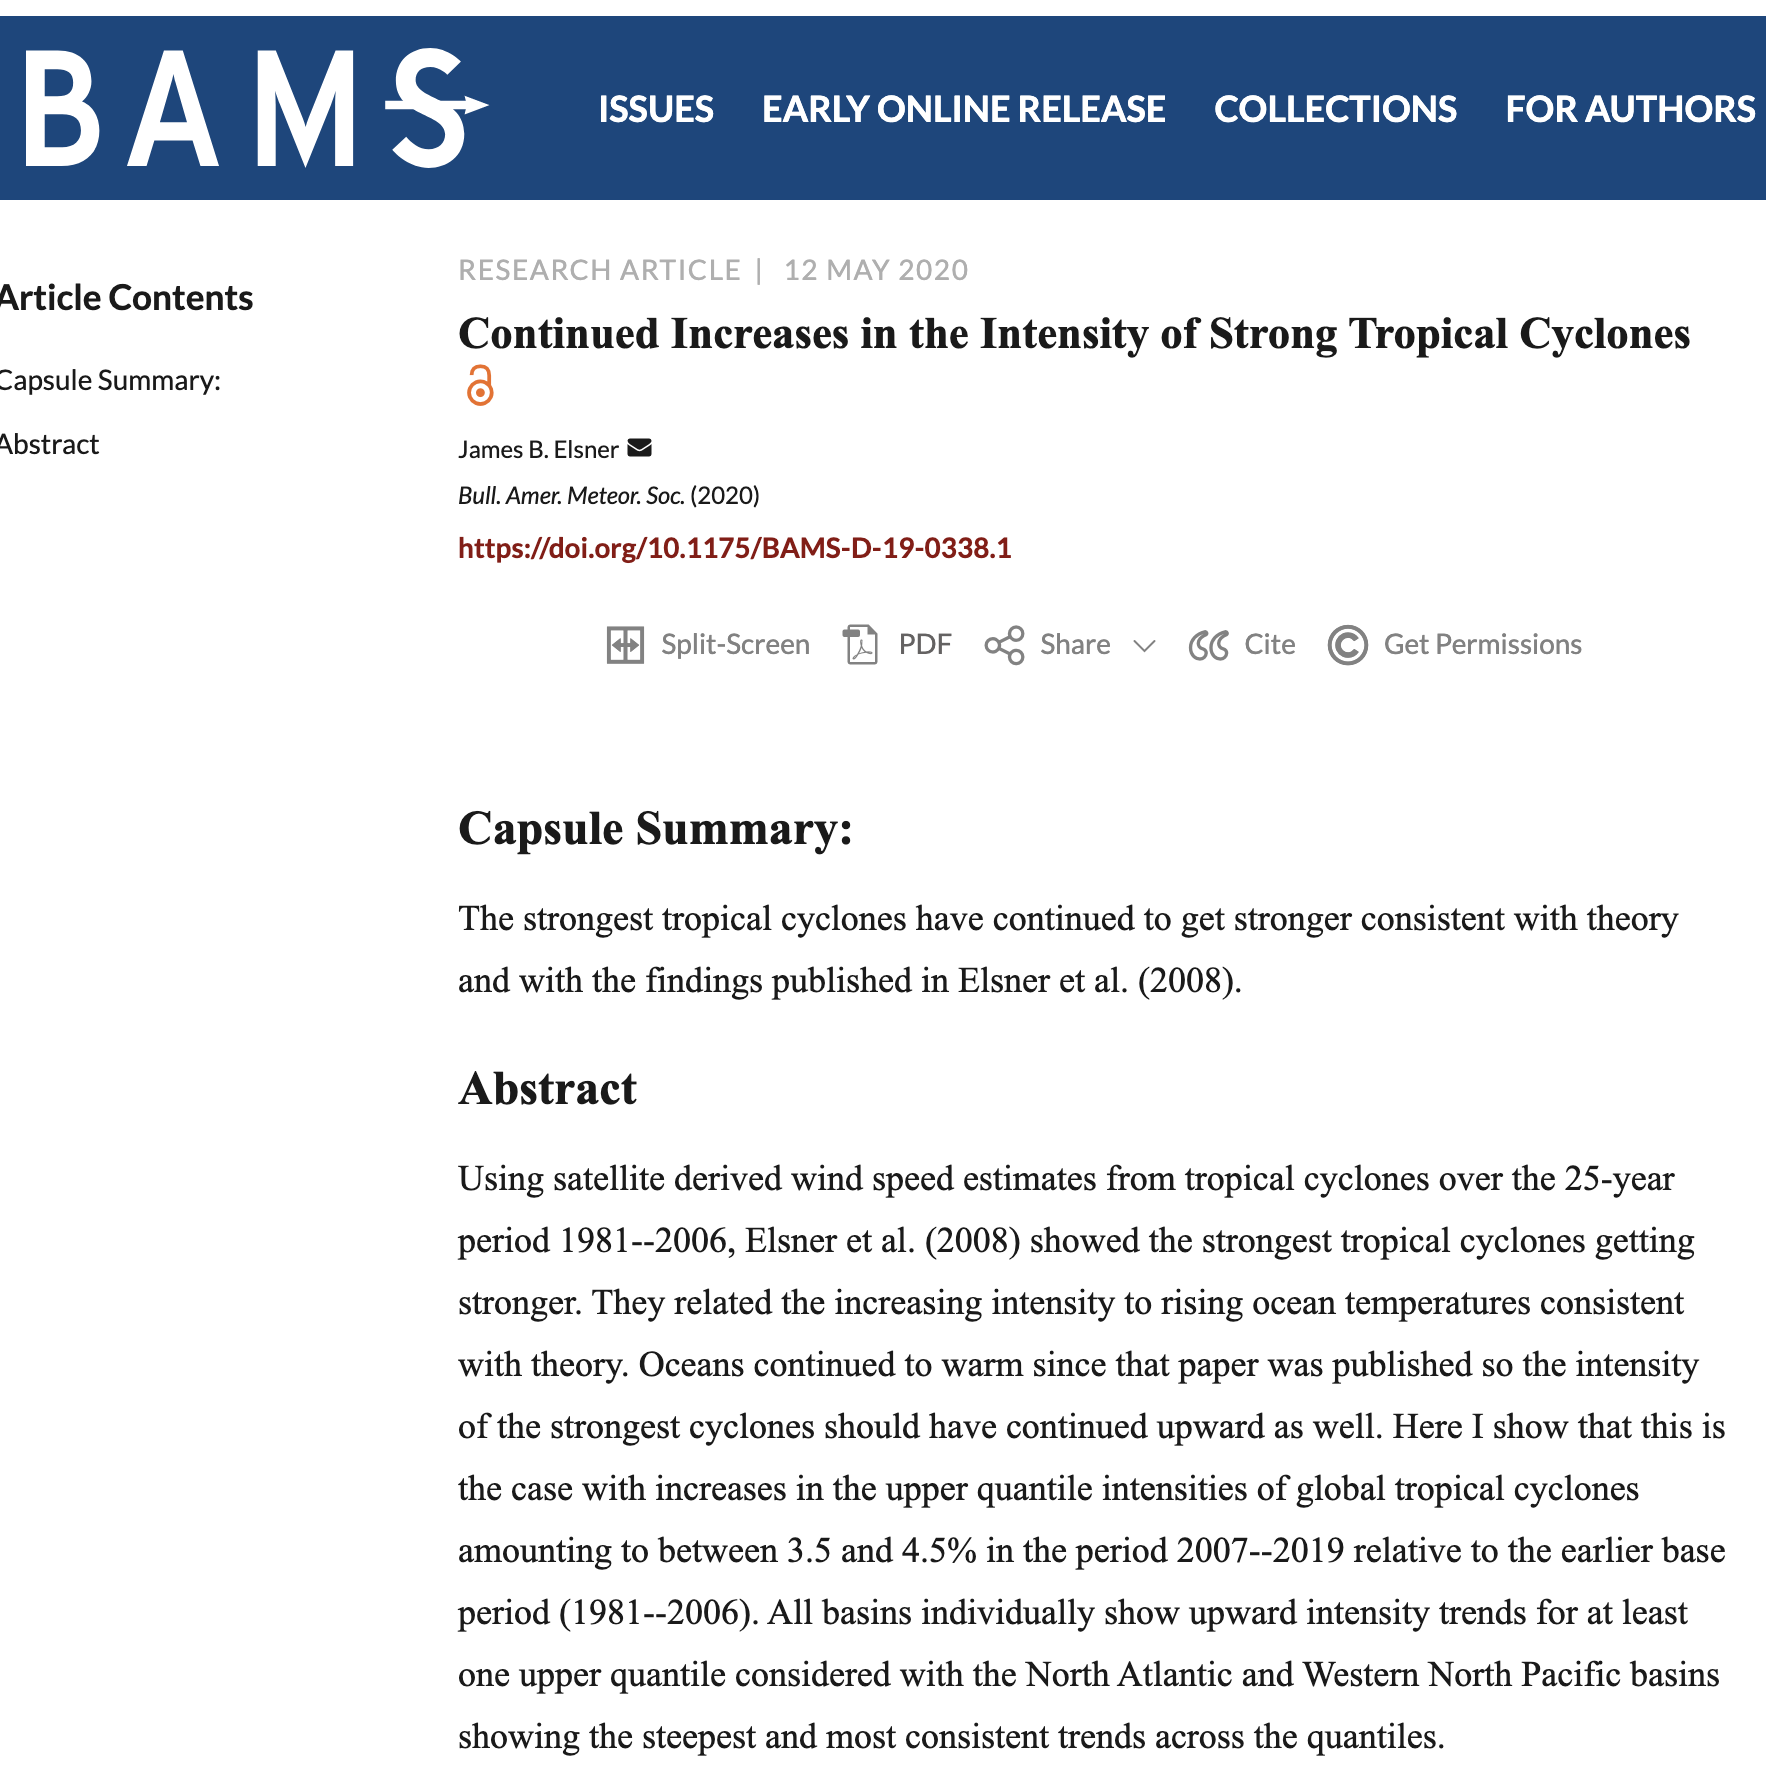 BAMS
ISSUES EARLY ONLINE RELEASE COLLECTIONS FOR AUTHORS
Article Contents
Capsule Summary:
Abstract
RESEARCH ARTICLE | 12 MAY 2020
Continued Increases in the Intensity of Strong Tropical Cyclones
James B. Elsner
Bull. Amer. Meteor. Soc. (2020)
https://doi.org/10.1175/BAMS-D-19-0338.1
Split-Screen PDF Share Cite © Get Permissions
Capsule Summary:
The strongest tropical cyclones have continued to get stronger consistent with theory
and with the findings published in Elsner et al. (2008).
Abstract
Using satellite derived wind speed estimates from tropical cyclones over the 25-year
period 1981--2006, Elsner et al. (2008) showed the strongest tropical cyclones getting
stronger. They related the increasing intensity to rising ocean temperatures consistent
with theory. Oceans continued to warm since that paper was published so the intensity
of the strongest cyclones should have continued upward as well. Here I show that this is
the case with increases in the upper quantile intensities of global tropical cyclones
amounting to between 3.5 and 4.5% in the period 2007--2019 relative to the earlier base
period (1981--2006). All basins individually show upward intensity trends for at least
one upper quantile considered with the North Atlantic and Western North Pacific basins
showing the steepest and most consistent trends across the quantiles.